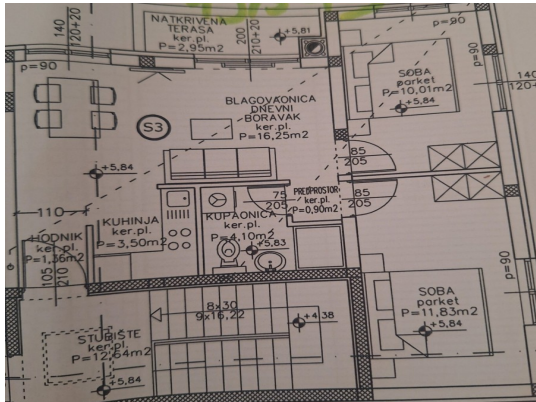 NATKRIVENA
TERASA
ker.pl.
P=2,95m2
140
120+20
200
210+20
+5,81
p=90
p=90
p=90
SOBA
parket
P=10,01m2
+5,84
140
BLAGOVAONICA
DNEVNI
BORAVAK
ker.pl.
P=16,25m2
S3
+5,84
85
205
75
205
PREDPROSTOR
ker.pl.
P=0,90m2
85
205
110
KUHINJA
ker.pl.
P=3,50m2
KUPAONICA
ker.pl.
P=4,10m2
+5,83
HODNIK
ker.pl.
P=1,36m2
105
210
p=90
SOBA
parket
P=11,83m2
+5,84
8x30
9x16,22
+4,38
STUBIŠTE
ker.pl.
P=12,64m2
+5,84